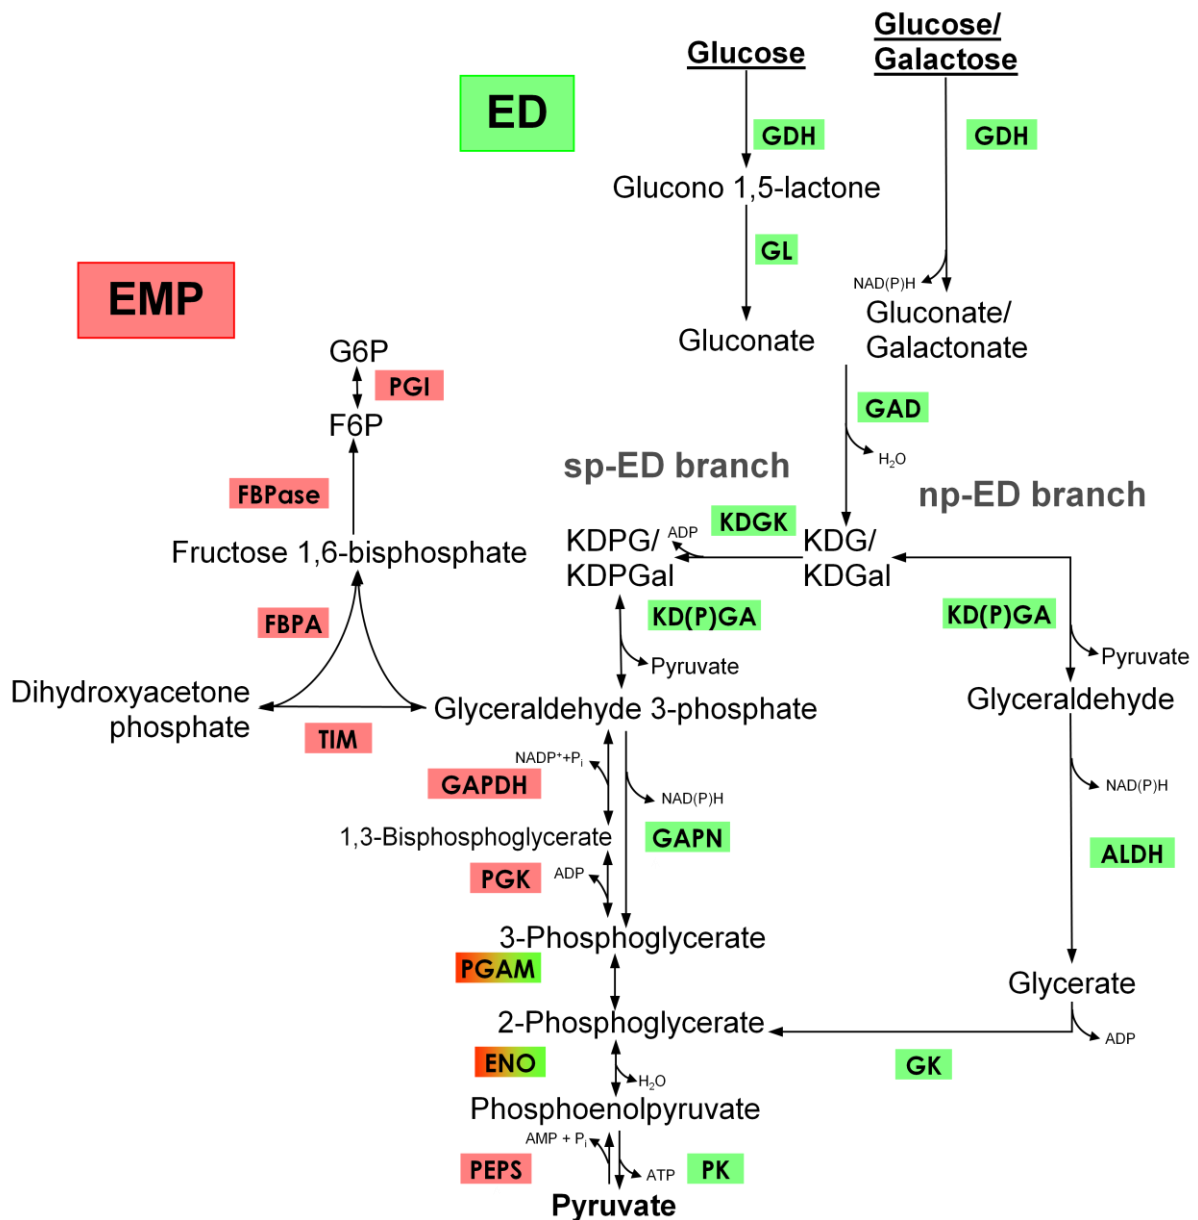 Glucose
Glucose/
Galactose
ED
GDH
GDH
Glucono 1,5-lactone
GL
EMP
NAD(P)H
Gluconate/
Galactonate
Gluconate
G6P
PGI
F6P
GAD
H₂O
sp-ED branch
np-ED branch
FBPase
KDGK
ADP
KDPG/
KDPGal
KDG/
KDGal
Fructose 1,6-bisphosphate
FBPA
KD(P)GA
KD(P)GA
Pyruvate
Pyruvate
Dihydroxyacetone
phosphate
TIM
Glyceraldehyde 3-phosphate
Glyceraldehyde
NADP⁺+Pᵢ
GAPDH
NAD(P)H
NAD(P)H
1,3-Bisphosphoglycerate
GAPN
ALDH
PGK
ADP
3-Phosphoglycerate
PGAM
Glycerate
2-Phosphoglycerate
ADP
GK
ENO
H₂O
Phosphoenolpyruvate
AMP + Pᵢ
PEPS
ATP
PK
Pyruvate